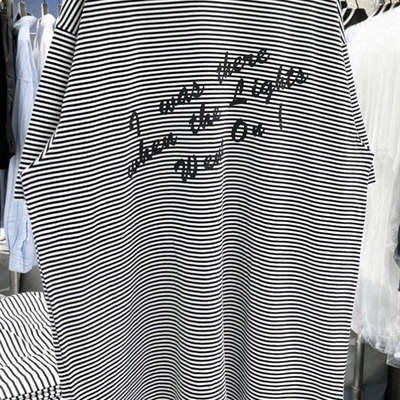 I was there
when the Lights
Went On!